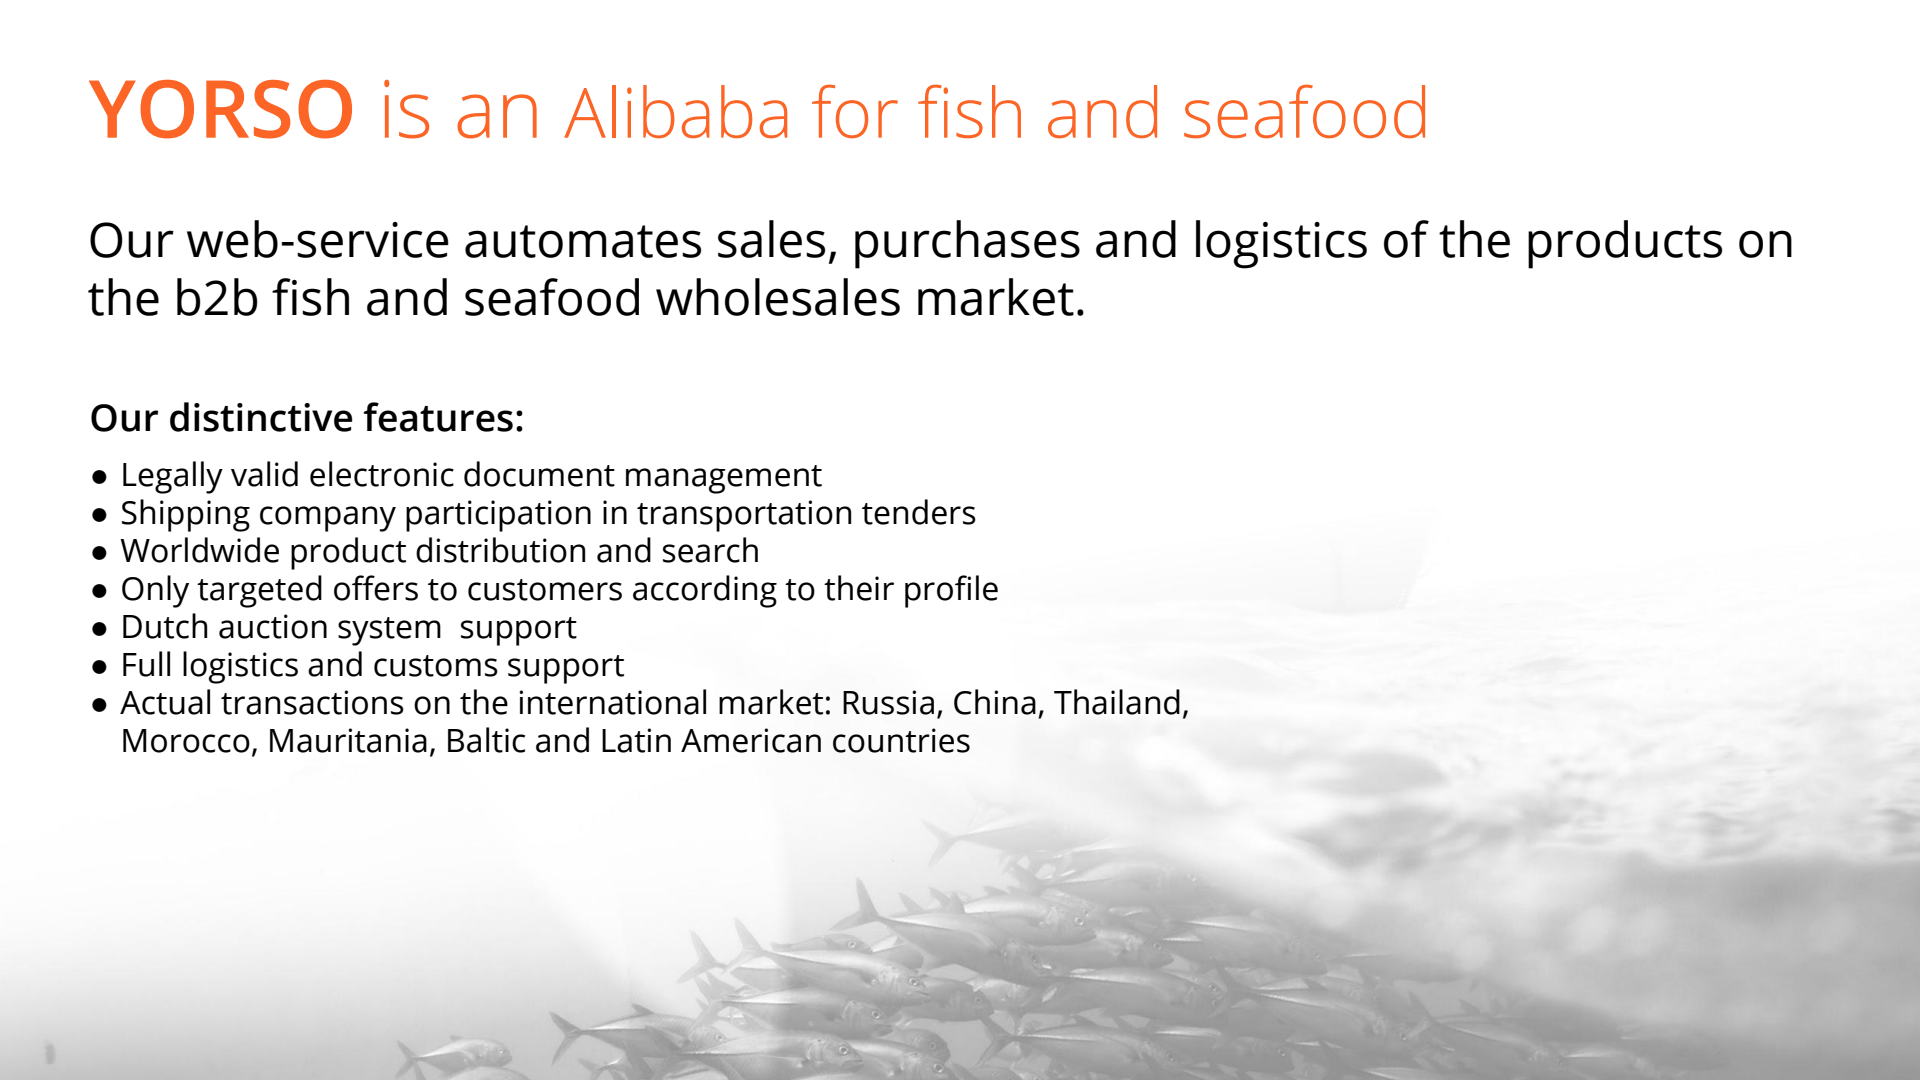 YORSO is an Alibaba for fish and seafood
Our web-service automates sales, purchases and logistics of the products on
the b2b fish and seafood wholesales market.
Our distinctive features:
● Legally valid electronic document management
● Shipping company participation in transportation tenders
● Worldwide product distribution and search
● Only targeted offers to customers according to their profile
● Dutch auction system  support
● Full logistics and customs support
● Actual transactions on the international market: Russia, China, Thailand,
Morocco, Mauritania, Baltic and Latin American countries